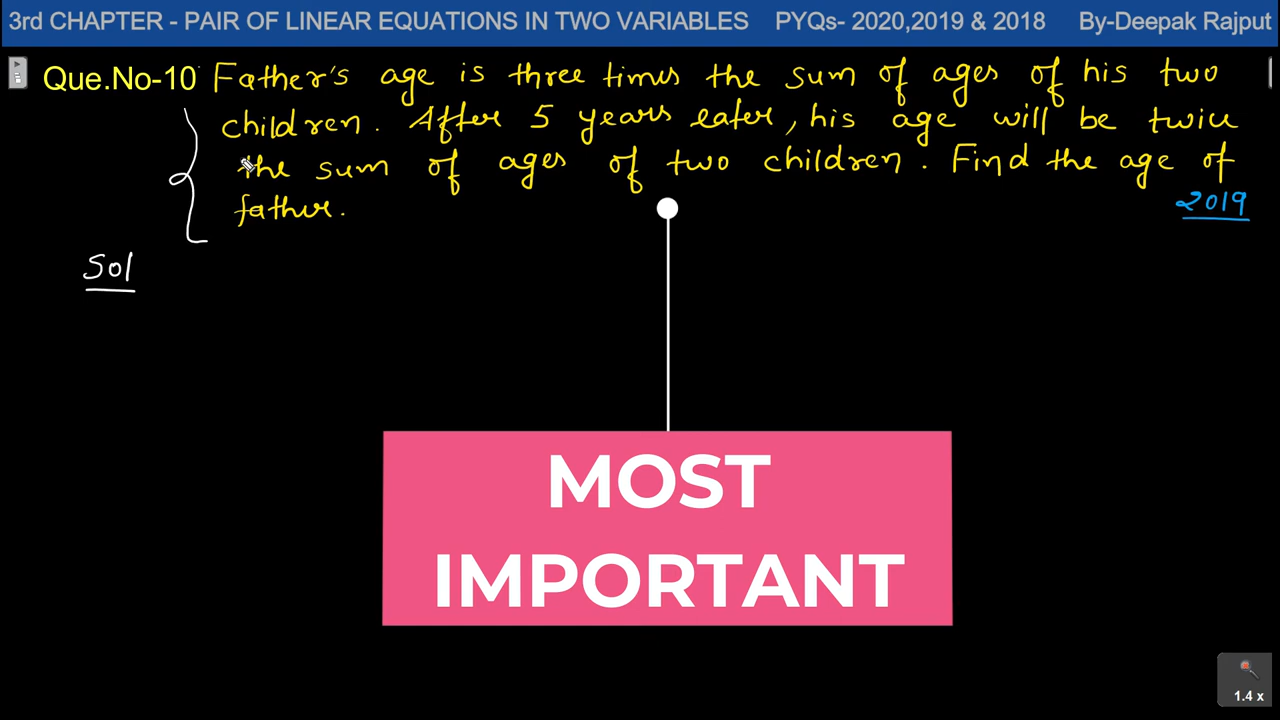 3rd CHAPTER - PAIR OF LINEAR EQUATIONS IN TWO VARIABLES PYQs- 2020,2019 & 2018 By-Deepak Rajput
Que.No-10 Father's age is three times the sum of ages of his two
children. After 5 years later, his age will be twice
the sum of ages of two children. Find the age of
father.
2019
Sol
MOST
IMPORTANT
1.4 x